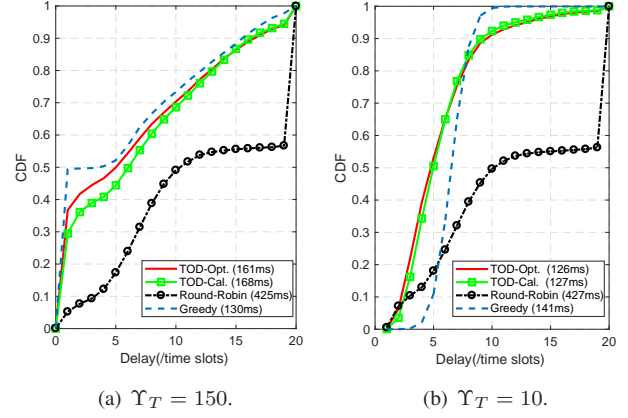 1
0.9
0.8
0.7
0.6
0.5
0.4
0.3
0.2
0.1
0
CDF
0 5 10 15 20
Delay(/time slots)
TOD-Opt. (161ms)
TOD-Cal. (168ms)
Round-Robin (425ms)
Greedy (130ms)
(a) ϒ_T = 150.
1
0.9
0.8
0.7
0.6
0.5
0.4
0.3
0.2
0.1
0
CDF
0 5 10 15 20
Delay(/time slots)
TOD-Opt. (126ms)
TOD-Cal. (127ms)
Round-Robin (427ms)
Greedy (141ms)
(b) ϒ_T = 10.